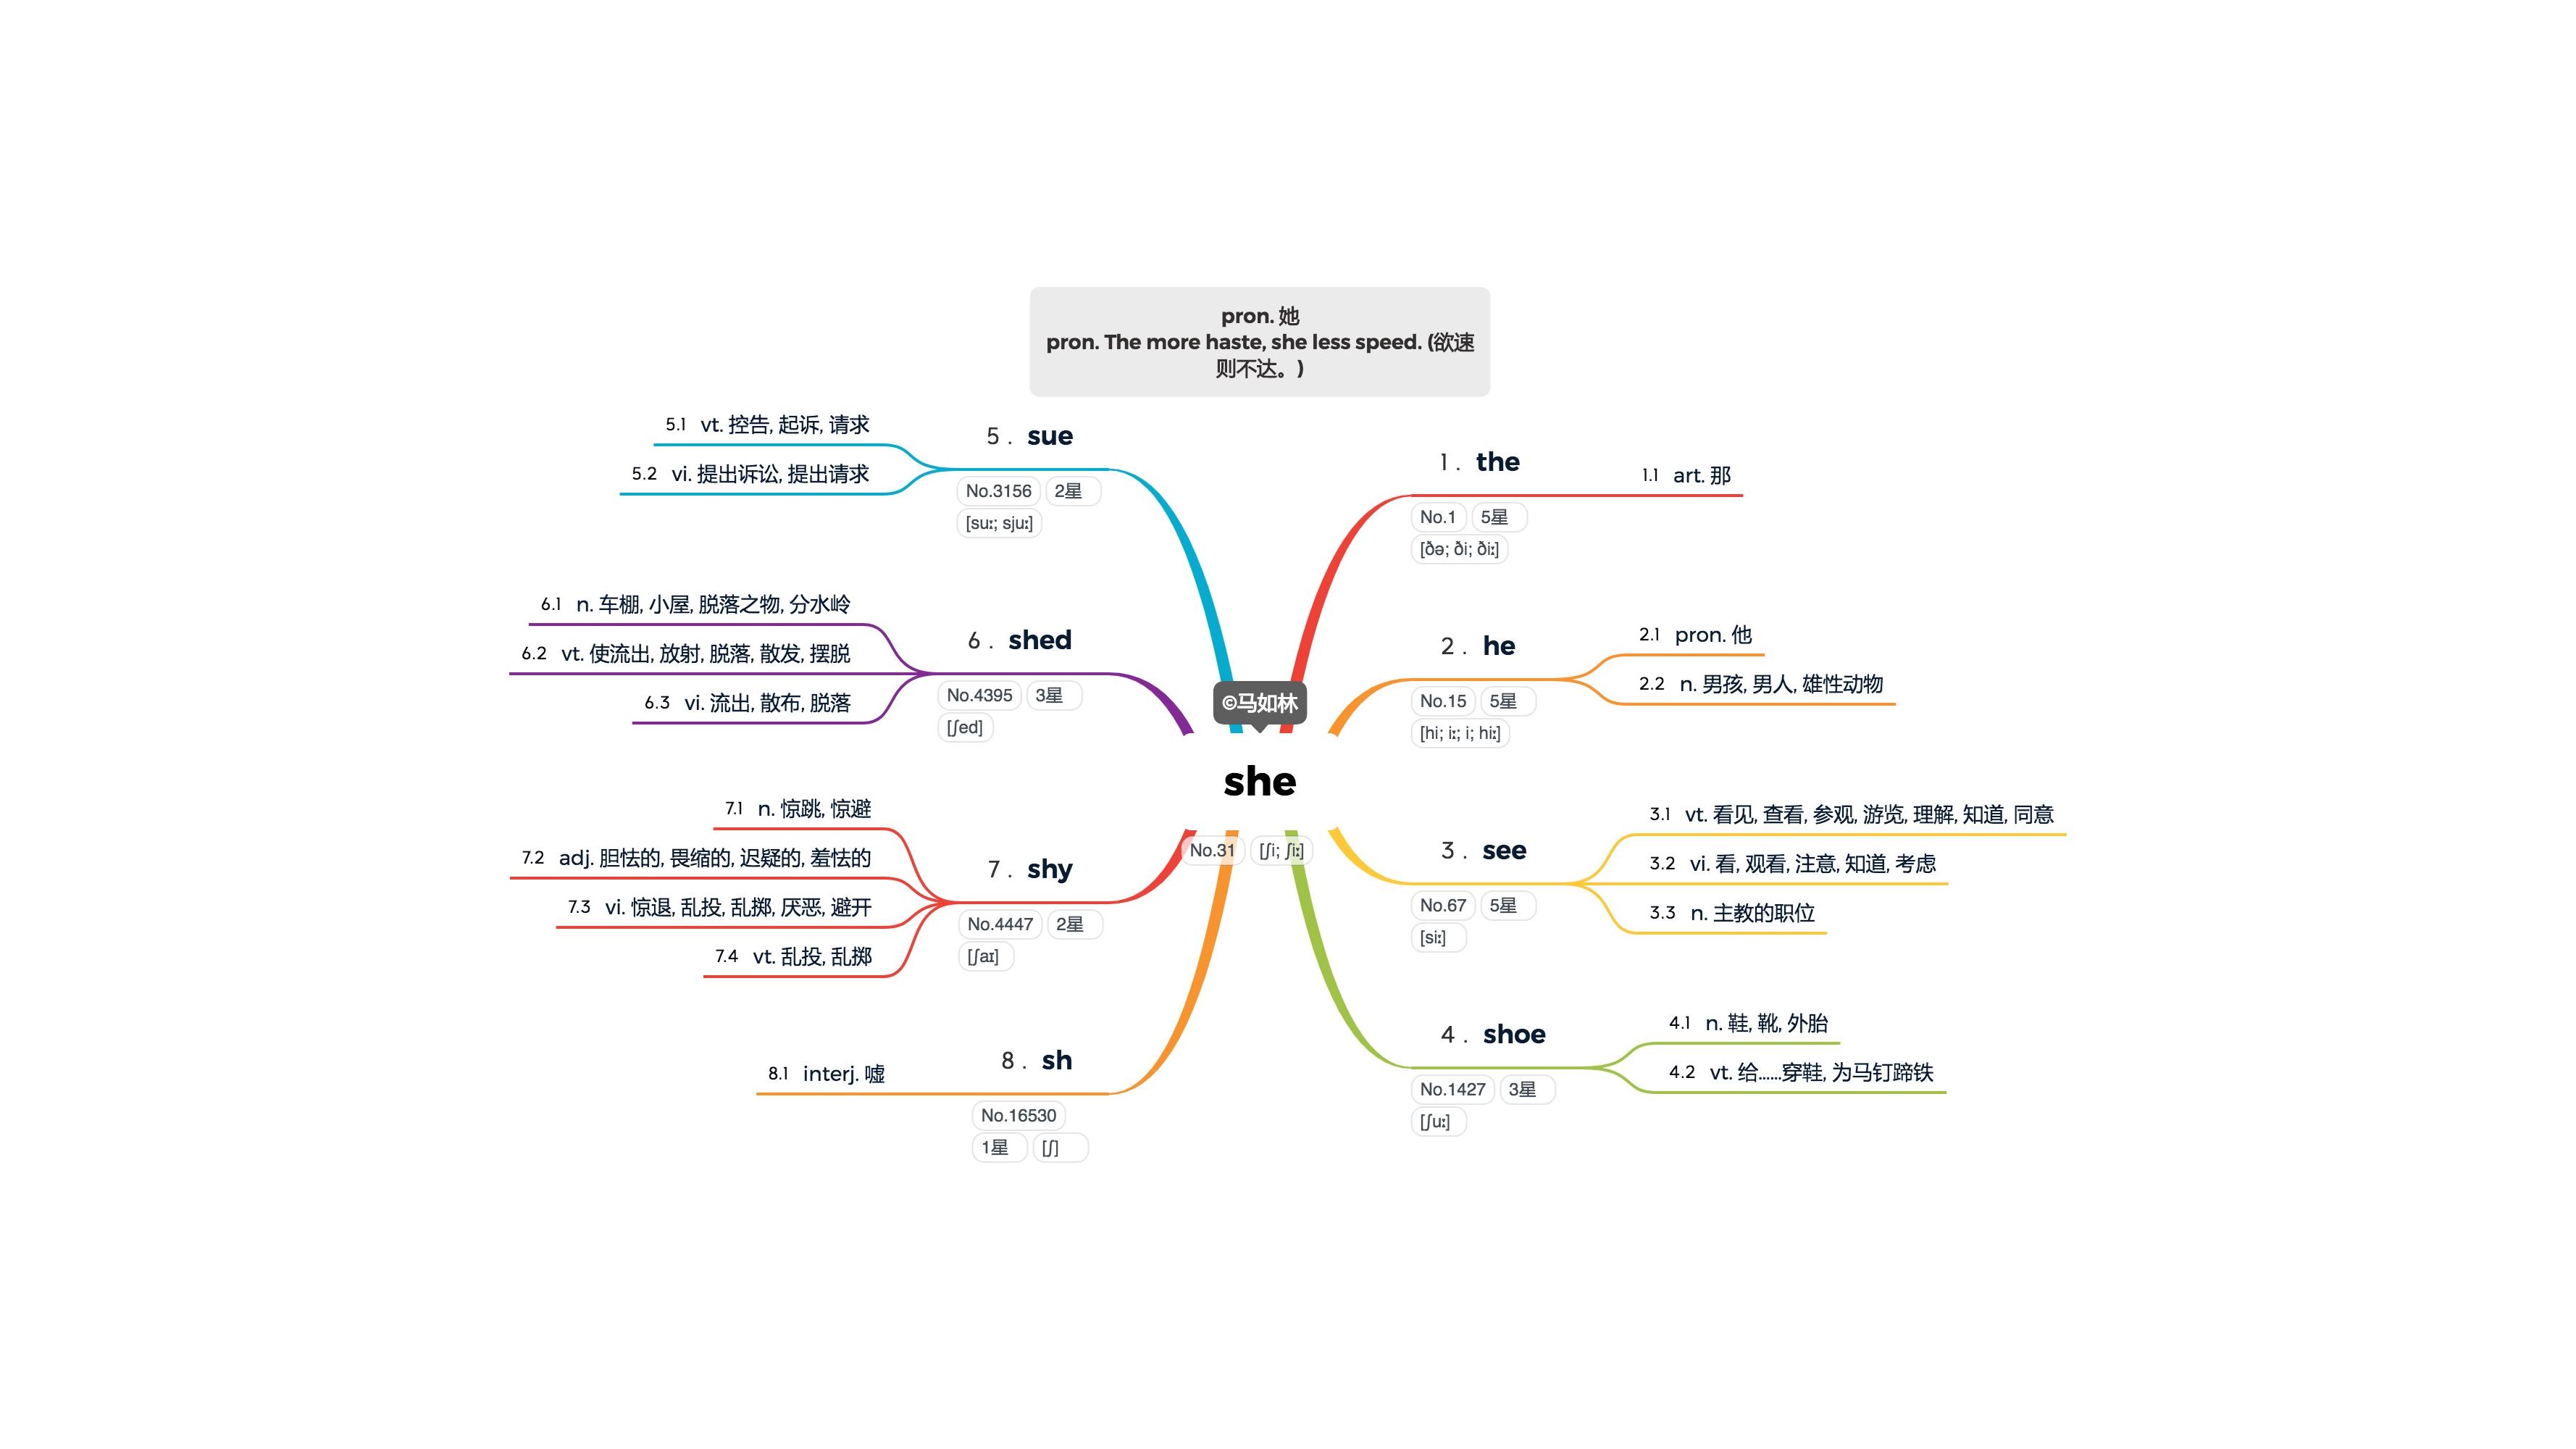 pron. 她
pron. The more haste, she less speed. (欲速
则不达。)
©马如林
she
No.31 [ʃi; ʃiː]
1 . the
No.1 5星
[ðə; ði; ðiː]
1.1 art. 那
2 . he
No.15 5星
[hi; iː; i; hiː]
2.1 pron. 他
2.2 n. 男孩, 男人, 雄性动物
3 . see
No.67 5星
[siː]
3.1 vt. 看见, 查看, 参观, 游览, 理解, 知道, 同意
3.2 vi. 看, 观看, 注意, 知道, 考虑
3.3 n. 主教的职位
4 . shoe
No.1427 3星
[ʃuː]
4.1 n. 鞋, 靴, 外胎
4.2 vt. 给......穿鞋, 为马钉蹄铁
5 . sue
No.3156 2星
[suː; sjuː]
5.1 vt. 控告, 起诉, 请求
5.2 vi. 提出诉讼, 提出请求
6 . shed
No.4395 3星
[ʃed]
6.1 n. 车棚, 小屋, 脱落之物, 分水岭
6.2 vt. 使流出, 放射, 脱落, 散发, 摆脱
6.3 vi. 流出, 散布, 脱落
7 . shy
No.4447 2星
[ʃaɪ]
7.1 n. 惊跳, 惊避
7.2 adj. 胆怯的, 畏缩的, 迟疑的, 羞怯的
7.3 vi. 惊退, 乱投, 乱掷, 厌恶, 避开
7.4 vt. 乱投, 乱掷
8 . sh
No.16530
1星 [ʃ]
8.1 interj. 嘘